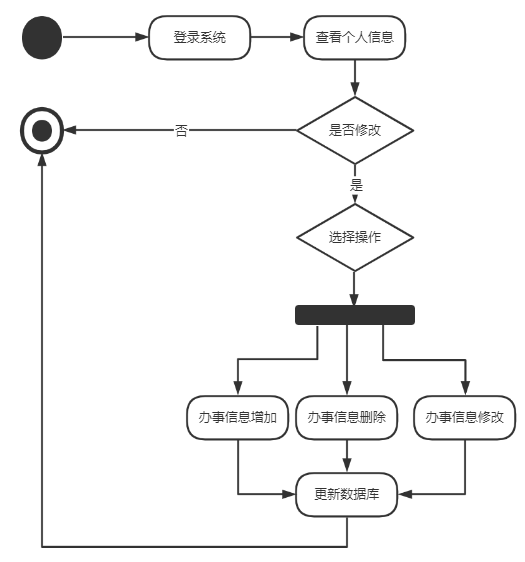 登录系统
查看个人信息
是否修改
否
是
选择操作
办事信息增加
办事信息删除
办事信息修改
更新数据库